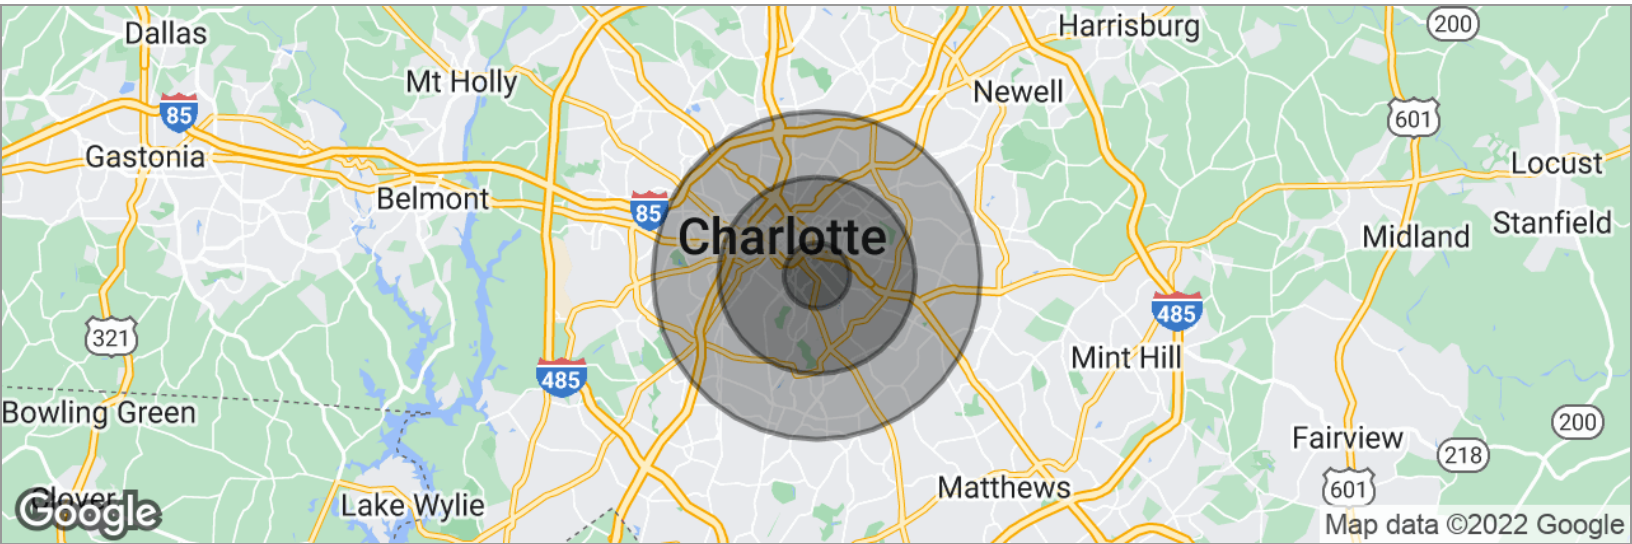 Dallas
Harrisburg
200
Mt Holly
Newell
85
601
Gastonia
Locust
Belmont
85
Charlotte
Stanfield
Midland
485
321
Mint Hill
485
Bowling Green
200
Fairview
218
Matthews
601
Clover
Lake Wylie
Google
Map data ©2022 Google